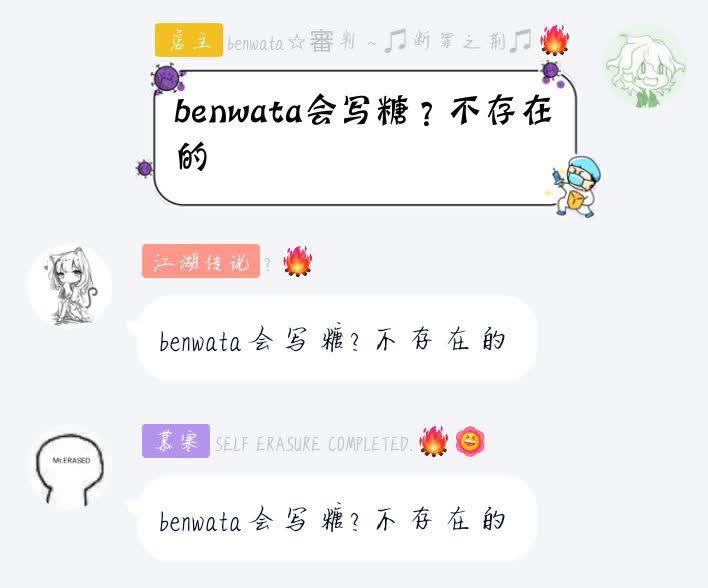 店主 benwata☆審判 ~ 🎵断罪之荆🎵🔥
benwata会写糖？不存在
的
江湖传说 ? 🔥
benwata会写糖?不存在的
慕寒 SELF ERASURE COMPLETED.🔥
Mr.ERASED
benwata会写糖?不存在的